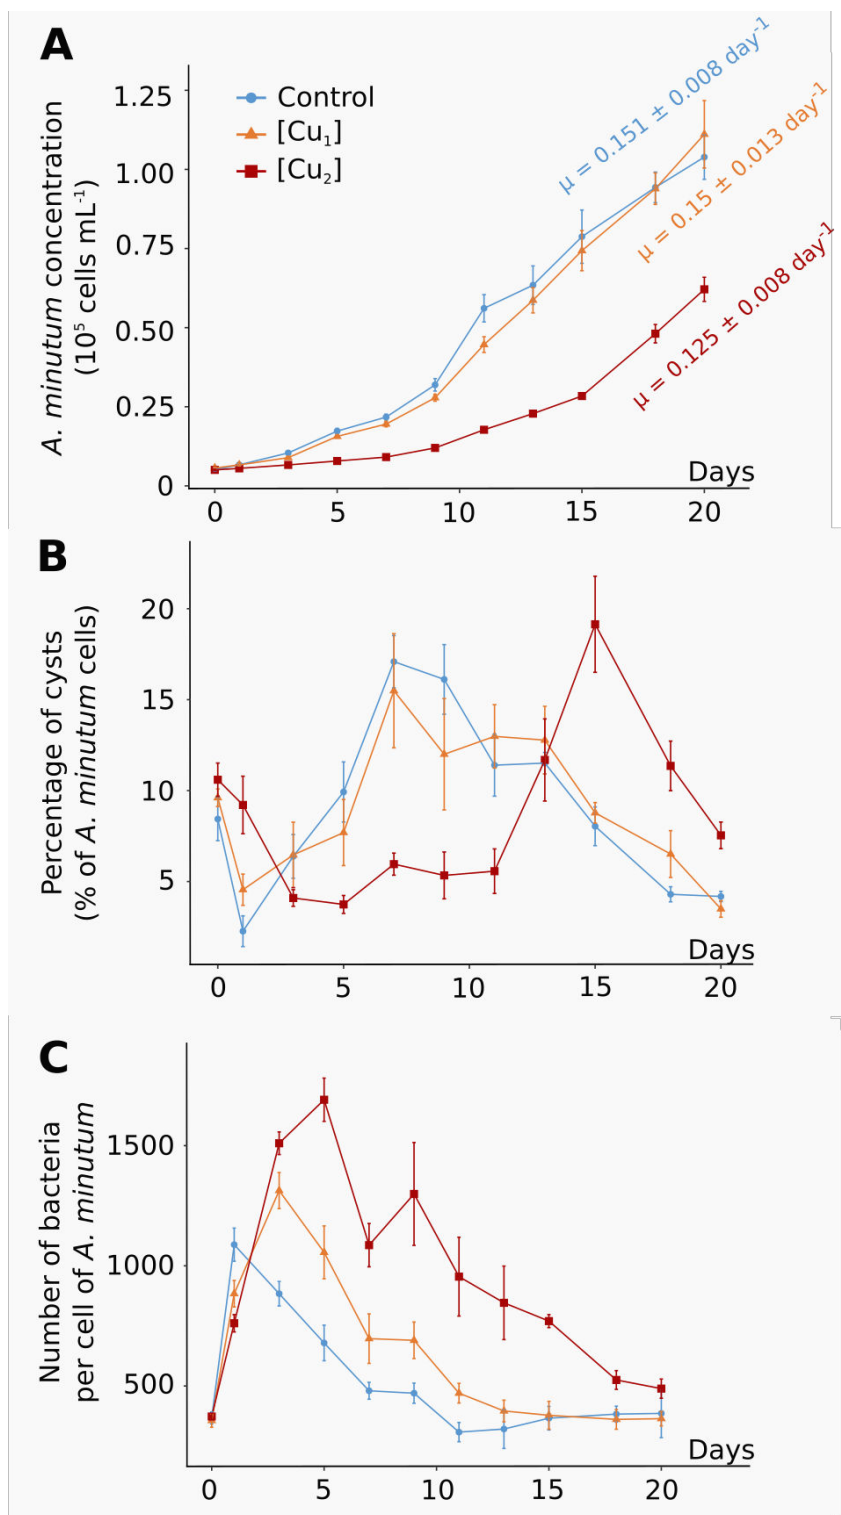 A
A. minutum concentration
(10⁵ cells mL⁻¹)
1.25
1.00
0.75
0.50
0.25
0
Control
[Cu₁]
[Cu₂]
μ = 0.151 ± 0.008 day⁻¹
μ = 0.15 ± 0.013 day⁻¹
μ = 0.125 ± 0.008 day⁻¹
Days
0 5 10 15 20
B
Percentage of cysts
(% of A. minutum cells)
20
15
10
5
Days
0 5 10 15 20
C
Number of bacteria
per cell of A. minutum
1500
1000
500
Days
0 5 10 15 20